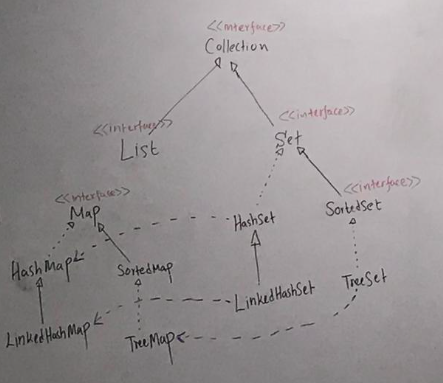 <<interface>>
Collection
<<interface>>
List
<<interface>>
Set
<<interface>>
SortedSet
<<interface>>
Map
HashSet
HashMap
SortedMap
TreeSet
LinkedHashSet
LinkedHashMap
TreeMap